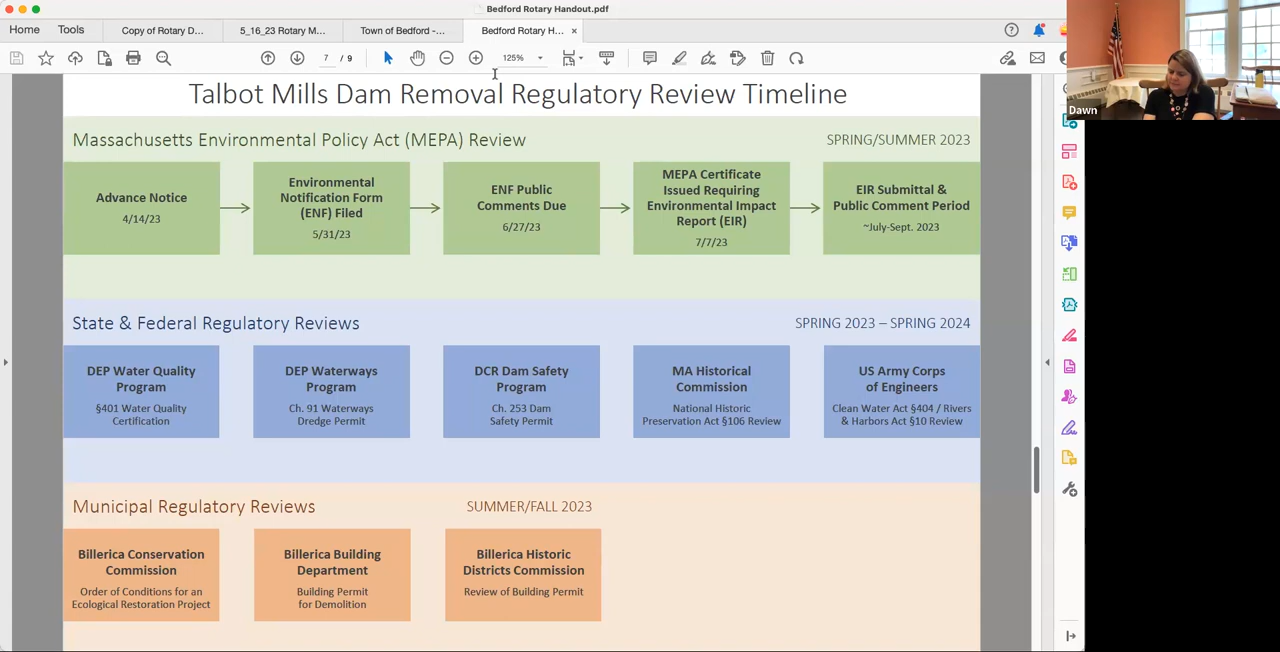 Bedford Rotary Handout.pdf
Home
Tools
Copy of Rotary D...
5_16_23 Rotary M...
Town of Bedford -...
Bedford Rotary H... ×
7 / 9
125%
Dawn
Talbot Mills Dam Removal Regulatory Review Timeline
Massachusetts Environmental Policy Act (MEPA) Review
SPRING/SUMMER 2023
Advance Notice
4/14/23
Environmental
Notification Form
(ENF) Filed
5/31/23
ENF Public
Comments Due
6/27/23
MEPA Certificate
Issued Requiring
Environmental Impact
Report (EIR)
7/7/23
EIR Submittal &
Public Comment Period
~July-Sept. 2023
State & Federal Regulatory Reviews
SPRING 2023 – SPRING 2024
DEP Water Quality
Program
§401 Water Quality
Certification
DEP Waterways
Program
Ch. 91 Waterways
Dredge Permit
DCR Dam Safety
Program
Ch. 253 Dam
Safety Permit
MA Historical
Commission
National Historic
Preservation Act §106 Review
US Army Corps
of Engineers
Clean Water Act §404 / Rivers
& Harbors Act §10 Review
Municipal Regulatory Reviews
SUMMER/FALL 2023
Billerica Conservation
Commission
Order of Conditions for an
Ecological Restoration Project
Billerica Building
Department
Building Permit
for Demolition
Billerica Historic
Districts Commission
Review of Building Permit